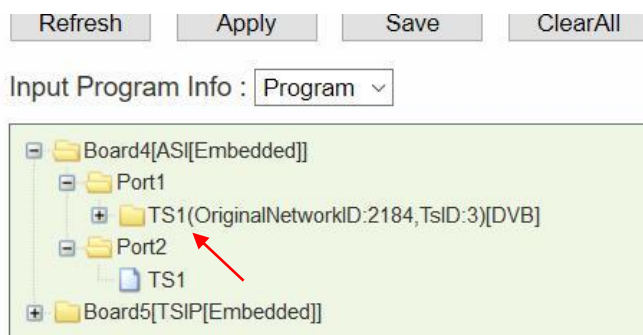 Refresh Apply Save ClearAll
Input Program Info : Program
Board4[ASI[Embedded]]
Port1
TS1(OriginalNetworkID:2184,TsID:3)[DVB]
Port2
TS1
Board5[TSIP[Embedded]]